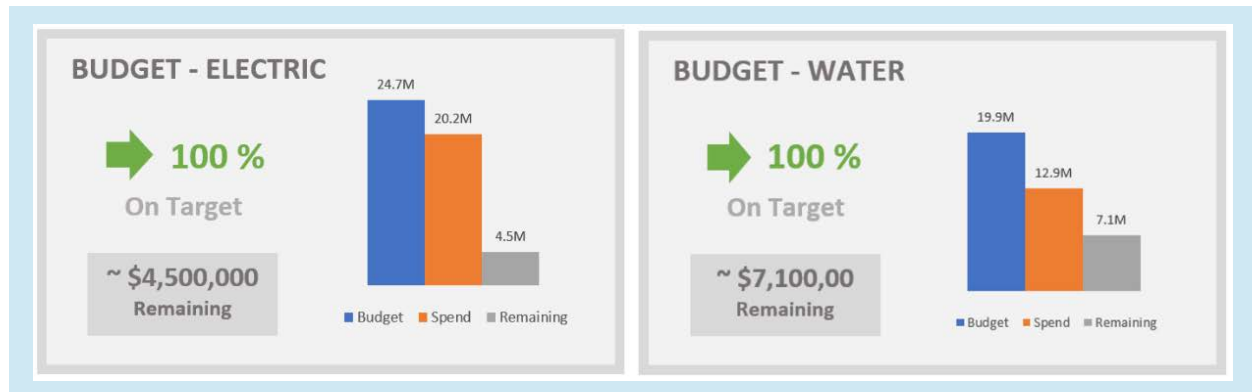 BUDGET - ELECTRIC
100 %
On Target
~ $4,500,000
Remaining
24.7M
20.2M
4.5M
Budget Spend Remaining
BUDGET - WATER
100 %
On Target
~ $7,100,00
Remaining
19.9M
12.9M
7.1M
Budget Spend Remaining